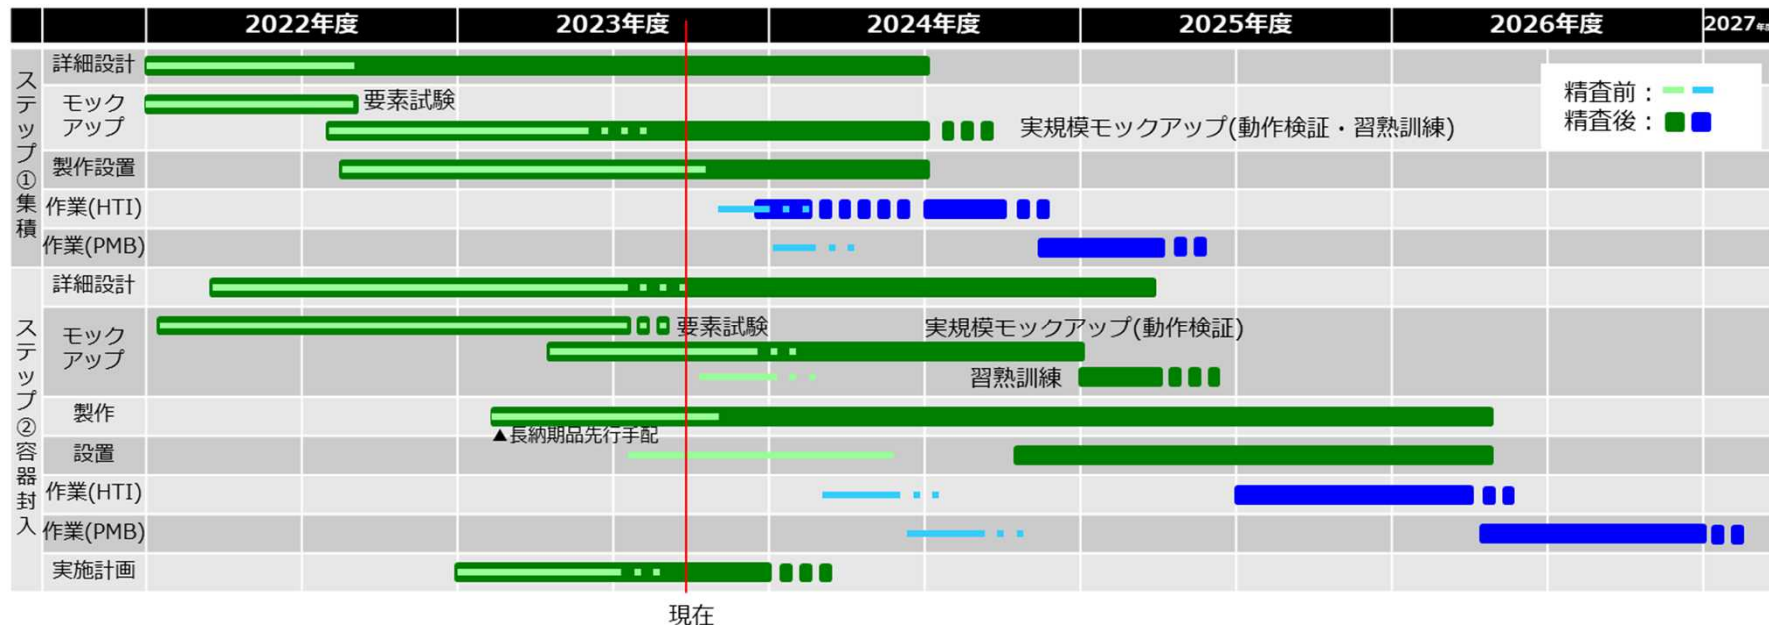 2022年度 2023年度 2024年度 2025年度 2026年度 2027年度
ステップ①集積
詳細設計
モックアップ
要素試験
実規模モックアップ(動作検証・習熟訓練)
製作設置
作業(HTI)
作業(PMB)
精査前：
精査後：
ステップ②容器封入
詳細設計
モックアップ
要素試験
実規模モックアップ(動作検証)
習熟訓練
製作
▲長納期品先行手配
設置
作業(HTI)
作業(PMB)
実施計画
現在